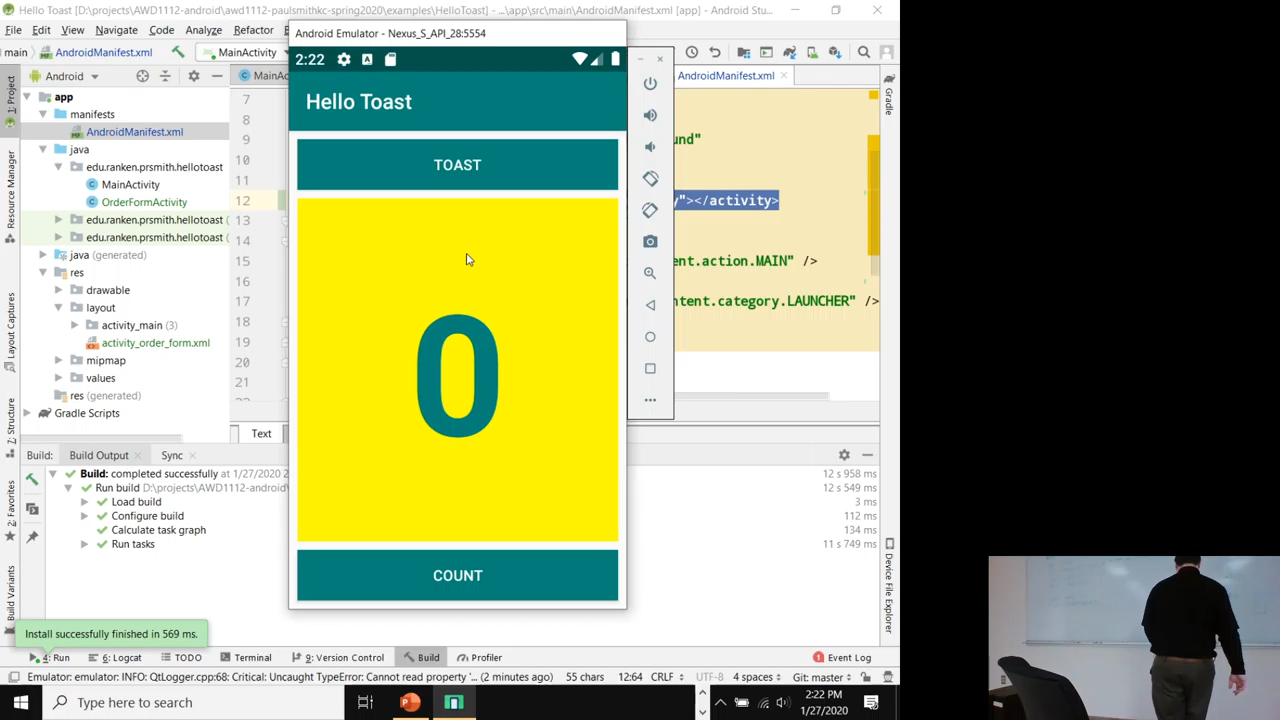 Hello Toast [D:\projects\AWD1112-android\awd1112-paulsmithkc-spring2020\examples\HelloToast] - ...\app\src\main\AndroidManifest.xml [app] - Android Stu...
File Edit View Navigate Code Analyze Refactor
main AndroidManifest.xml MainActivity
Android Emulator - Nexus_S_API_28:5554
2:22
Hello Toast
TOAST
0
COUNT
1: Project
Resource Manager
Layout Captures
Z: Structure
2: Favorites
Build Variants
Android
app
manifests
AndroidManifest.xml
java
edu.ranken.prsmith.hellotoast
MainActivity
OrderFormActivity
edu.ranken.prsmith.hellotoast
edu.ranken.prsmith.hellotoast
java (generated)
res
drawable
layout
activity_main (3)
activity_order_form.xml
mipmap
values
res (generated)
Gradle Scripts
MainAc
AndroidManifest.xml
7
8
9
10
11
12
13
14
15
16
17
18
19
20
21
und"
y"></activity>
ent.action.MAIN" />
ntent.category.LAUNCHER" />
Text
Gradle
Device File Explorer
Build: Build Output Sync
Build: completed successfully at 1/27/2020 2 12 s 958 ms
Run build D:\projects\AWD1112-android\ 12 s 549 ms
Load build 3 ms
Configure build 112 ms
Calculate task graph 134 ms
Run tasks 11 s 749 ms
Install successfully finished in 569 ms.
4: Run 6: Logcat TODO Terminal 9: Version Control Build Profiler 1 Event Log
Emulator: emulator: INFO: QtLogger.cpp:68: Critical: Uncaught TypeError: Cannot read property '... (2 minutes ago) 55 chars 12:64 CRLF UTF-8 4 spaces Git: master
Type here to search
2:22 PM
1/27/2020